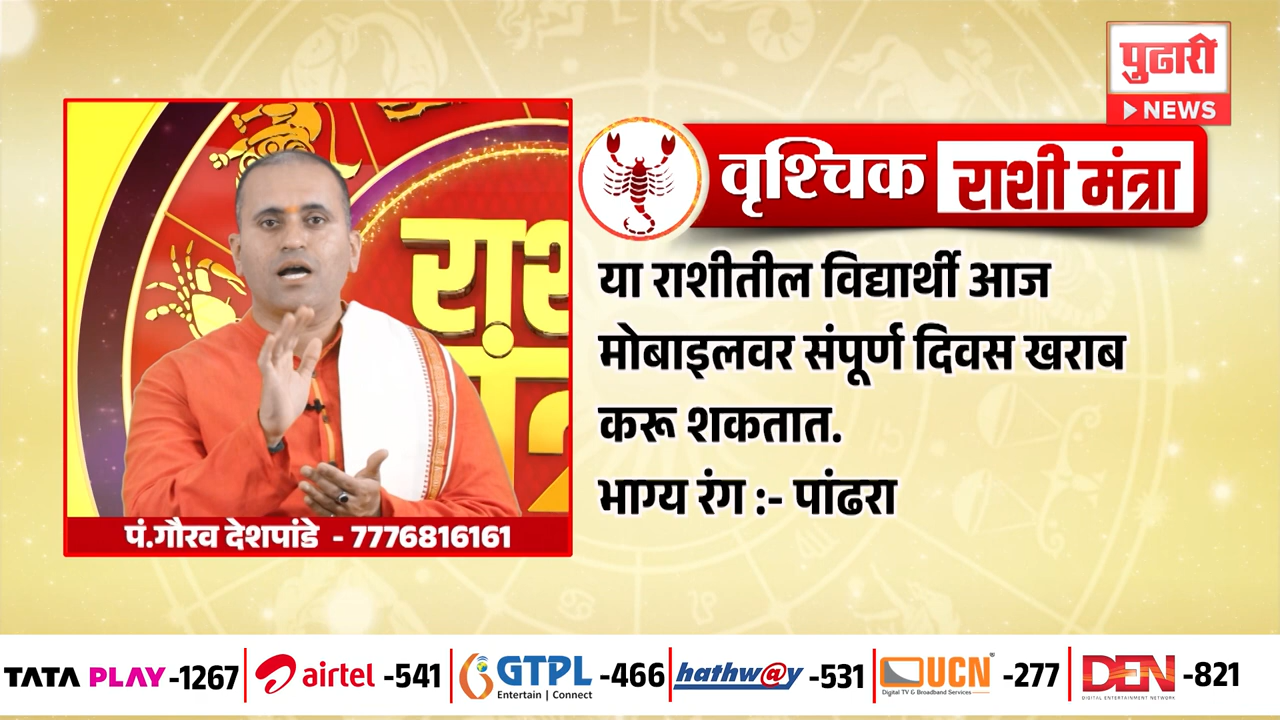 पुढारी
NEWS
वृश्चिक राशी मंत्रा
या राशीतील विद्यार्थी आज
मोबाइलवर संपूर्ण दिवस खराब
करू शकतात.
भाग्य रंग :- पांढरा
पं.गौरव देशपांडे - 7776816161
TATA PLAY -1267 airtel -541 GTPL -466 hathw@y -531 UCN -277 DEN -821
Entertain | Connect Digital TV & Broadband Services DIGITAL ENTERTAINMENT NETWORK